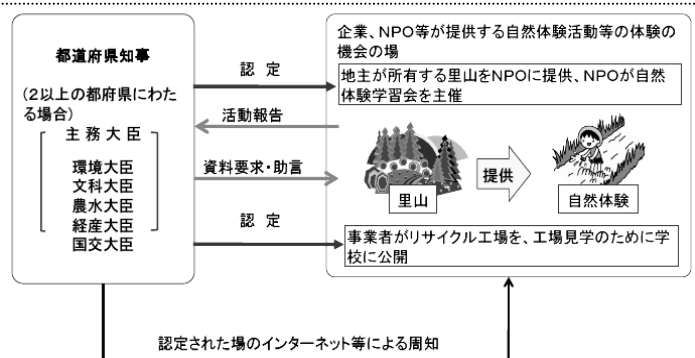 都道府県知事
(2以上の都府県にわた
る場合)
主務大臣
環境大臣
文科大臣
農水大臣
経産大臣
国交大臣
認 定
活動報告
資料要求・助言
認 定
企業、NPO等が提供する自然体験活動等の体験の
機会の場
地主が所有する里山をNPOに提供、NPOが自然
体験学習会を主催
里山
提供
自然体験
事業者がリサイクル工場を、工場見学のために学
校に公開
認定された場のインターネット等による周知